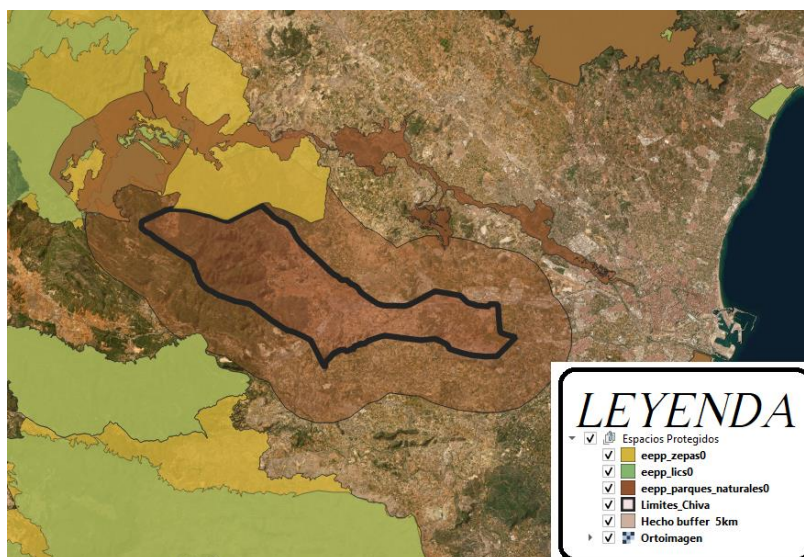 LEYENDA
Espacios Protegidos
eepp_zepas0
eepp_lics0
eepp_parques_naturales0
Limites_Chiva
Hecho buffer 5km
Ortoimagen